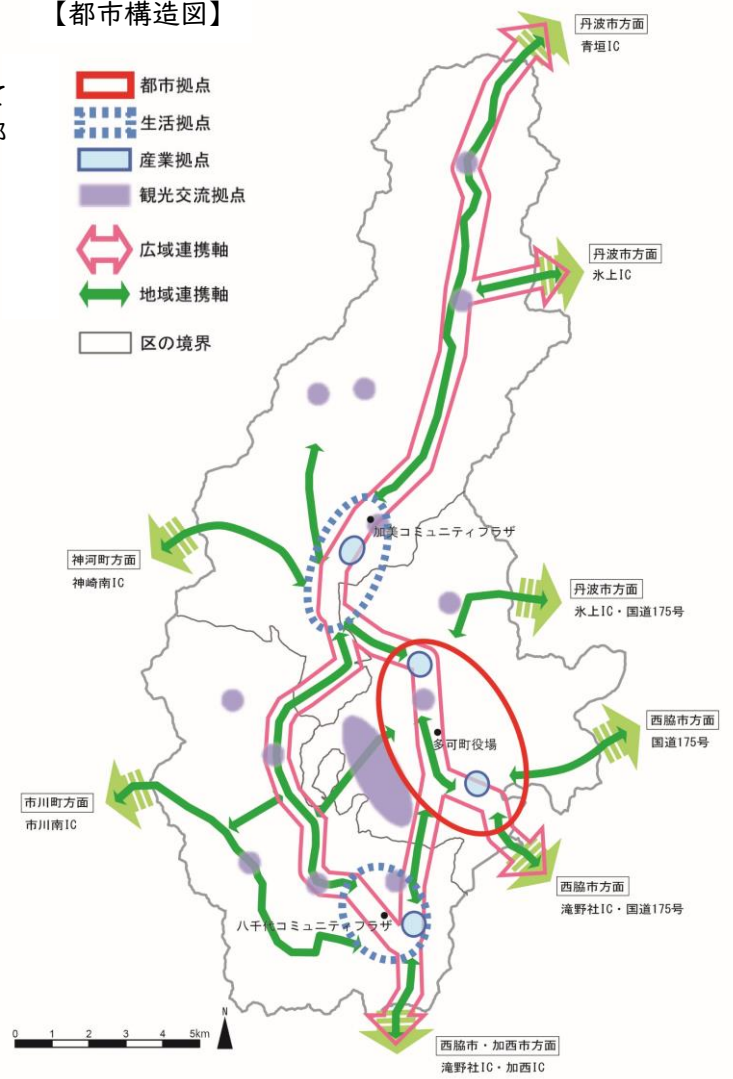 【都市構造図】
都市拠点
生活拠点
産業拠点
観光交流拠点
広域連携軸
地域連携軸
区の境界
丹波市方面
青垣IC
丹波市方面
氷上IC
加美コミュニティプラザ
神河町方面
神崎南IC
丹波市方面
氷上IC・国道175号
多可町役場
西脇市方面
国道175号
市川町方面
市川南IC
西脇市方面
滝野社IC・国道175号
八千代コミュニティプラザ
N
0 1 2 3 4 5km
西脇市・加西市方面
滝野社IC・加西IC